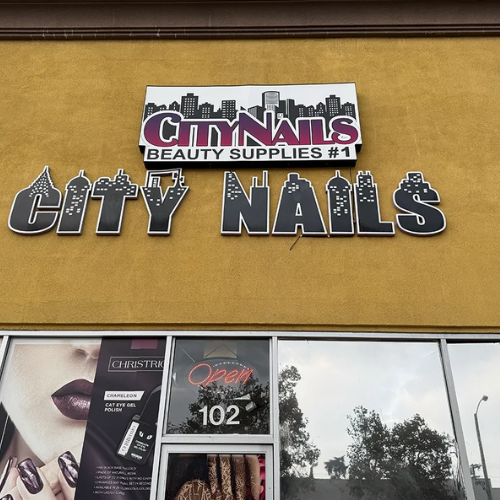 CITYNAILS
BEAUTY SUPPLIES #1
CITY NAILS
CHRISTRIO
CHAMELEON
CAT EYE GEL
POLISH
Open
102